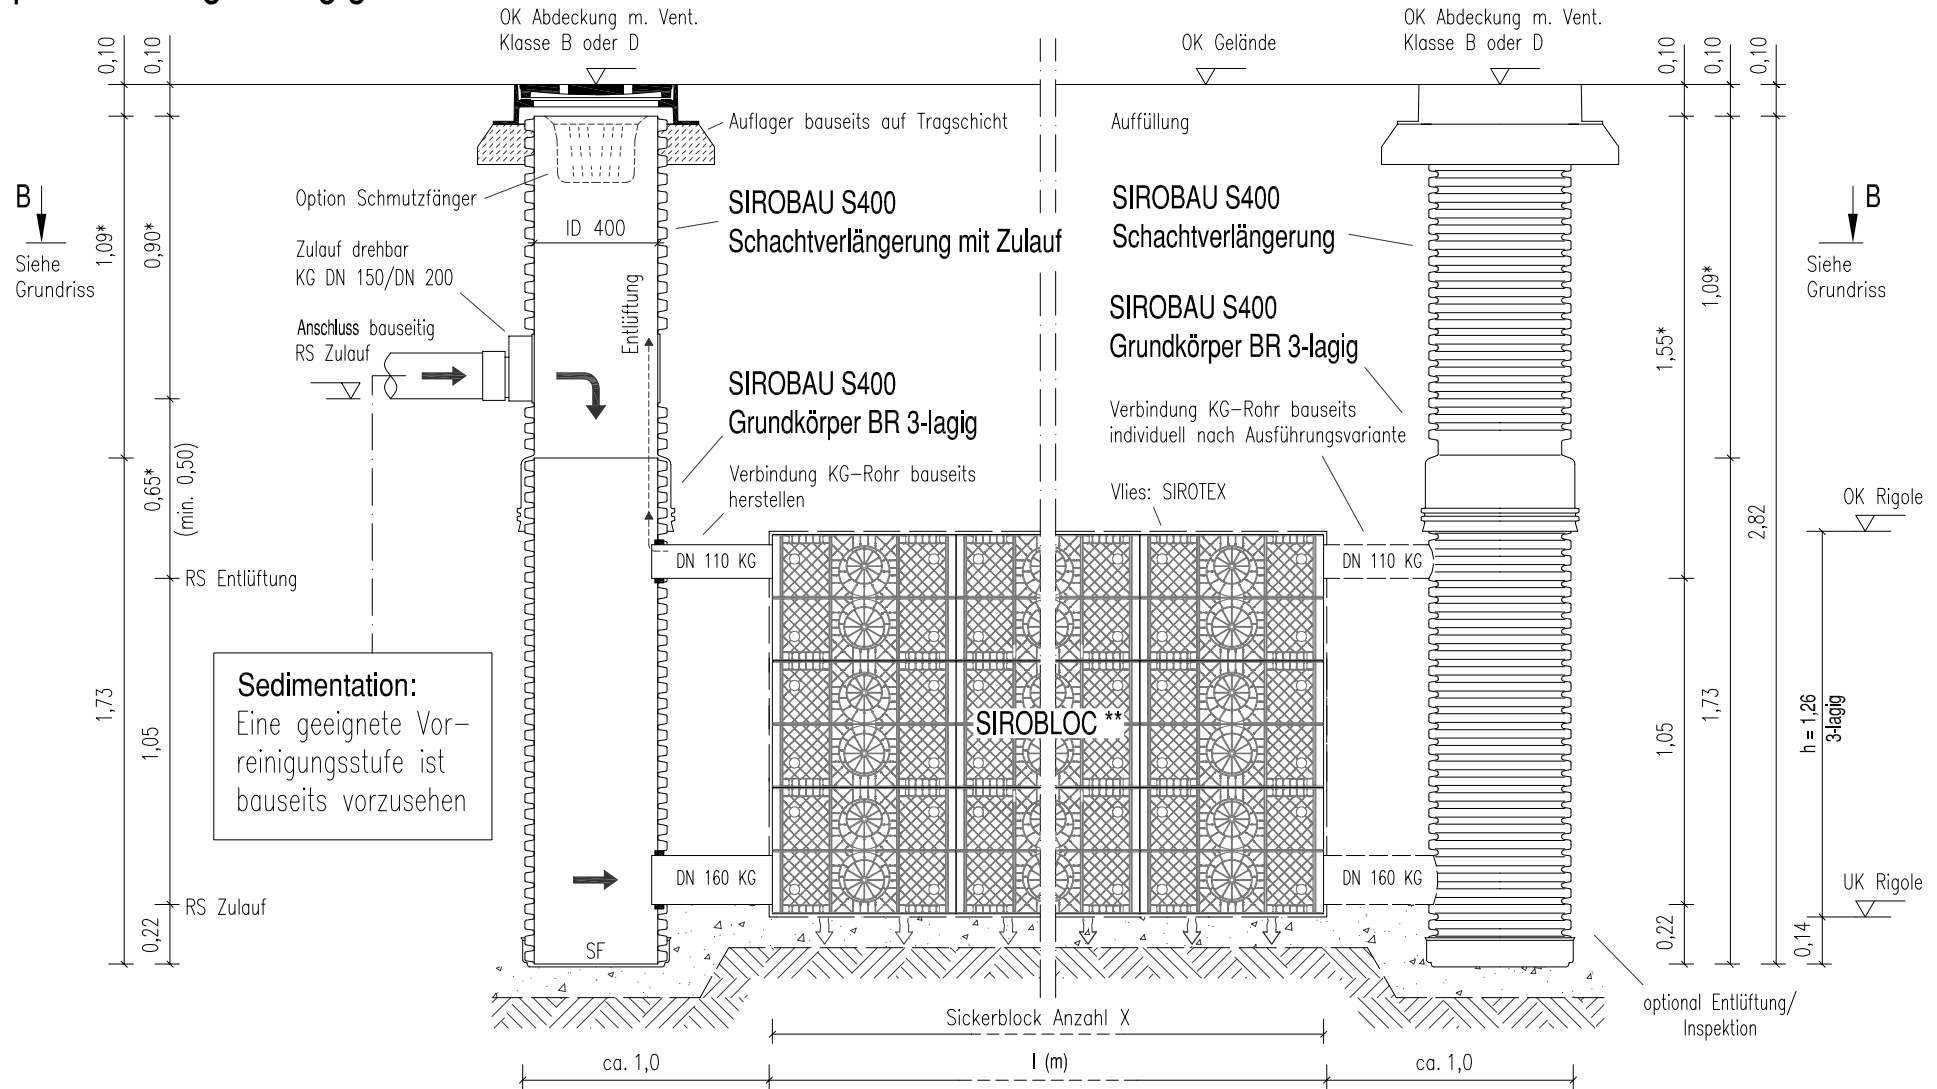 OK Abdeckung m. Vent.
Klasse B oder D
OK Gelände
OK Abdeckung m. Vent.
Klasse B oder D
0,10
0,10
0,10
0,10
0,10
Auflager bauseits auf Tragschicht
Auffüllung
B
Siehe
Grundriss
1,09*
0,90*
Option Schmutzfänger
ID 400
SIROBAU S400
Schachtverlängerung mit Zulauf
SIROBAU S400
Schachtverlängerung
B
Siehe
Grundriss
Zulauf drehbar
KG DN 150/DN 200
Anschluss bauseitig
RS Zulauf
Entlüftung
SIROBAU S400
Grundkörper BR 3-lagig
SIROBAU S400
Grundkörper BR 3-lagig
1,55*
1,09*
Verbindung KG-Rohr bauseits
individuell nach Ausführungsvariante
0,65*
(min. 0,50)
Verbindung KG-Rohr bauseits
herstellen
Vlies: SIROTEX
2,82
OK Rigole
DN 110 KG
DN 110 KG
RS Entlüftung
Sedimentation:
Eine geeignete Vor-
reinigungsstufe ist
bauseits vorzusehen
1,73
1,05
SIROBLOC **
1,05
1,73
h = 1,26
3-lagig
DN 160 KG
DN 160 KG
UK Rigole
RS Zulauf
0,22
SF
0,22
0,14
optional Entlüftung/
Inspektion
Sickerblock Anzahl X
ca. 1,0
l (m)
ca. 1,0